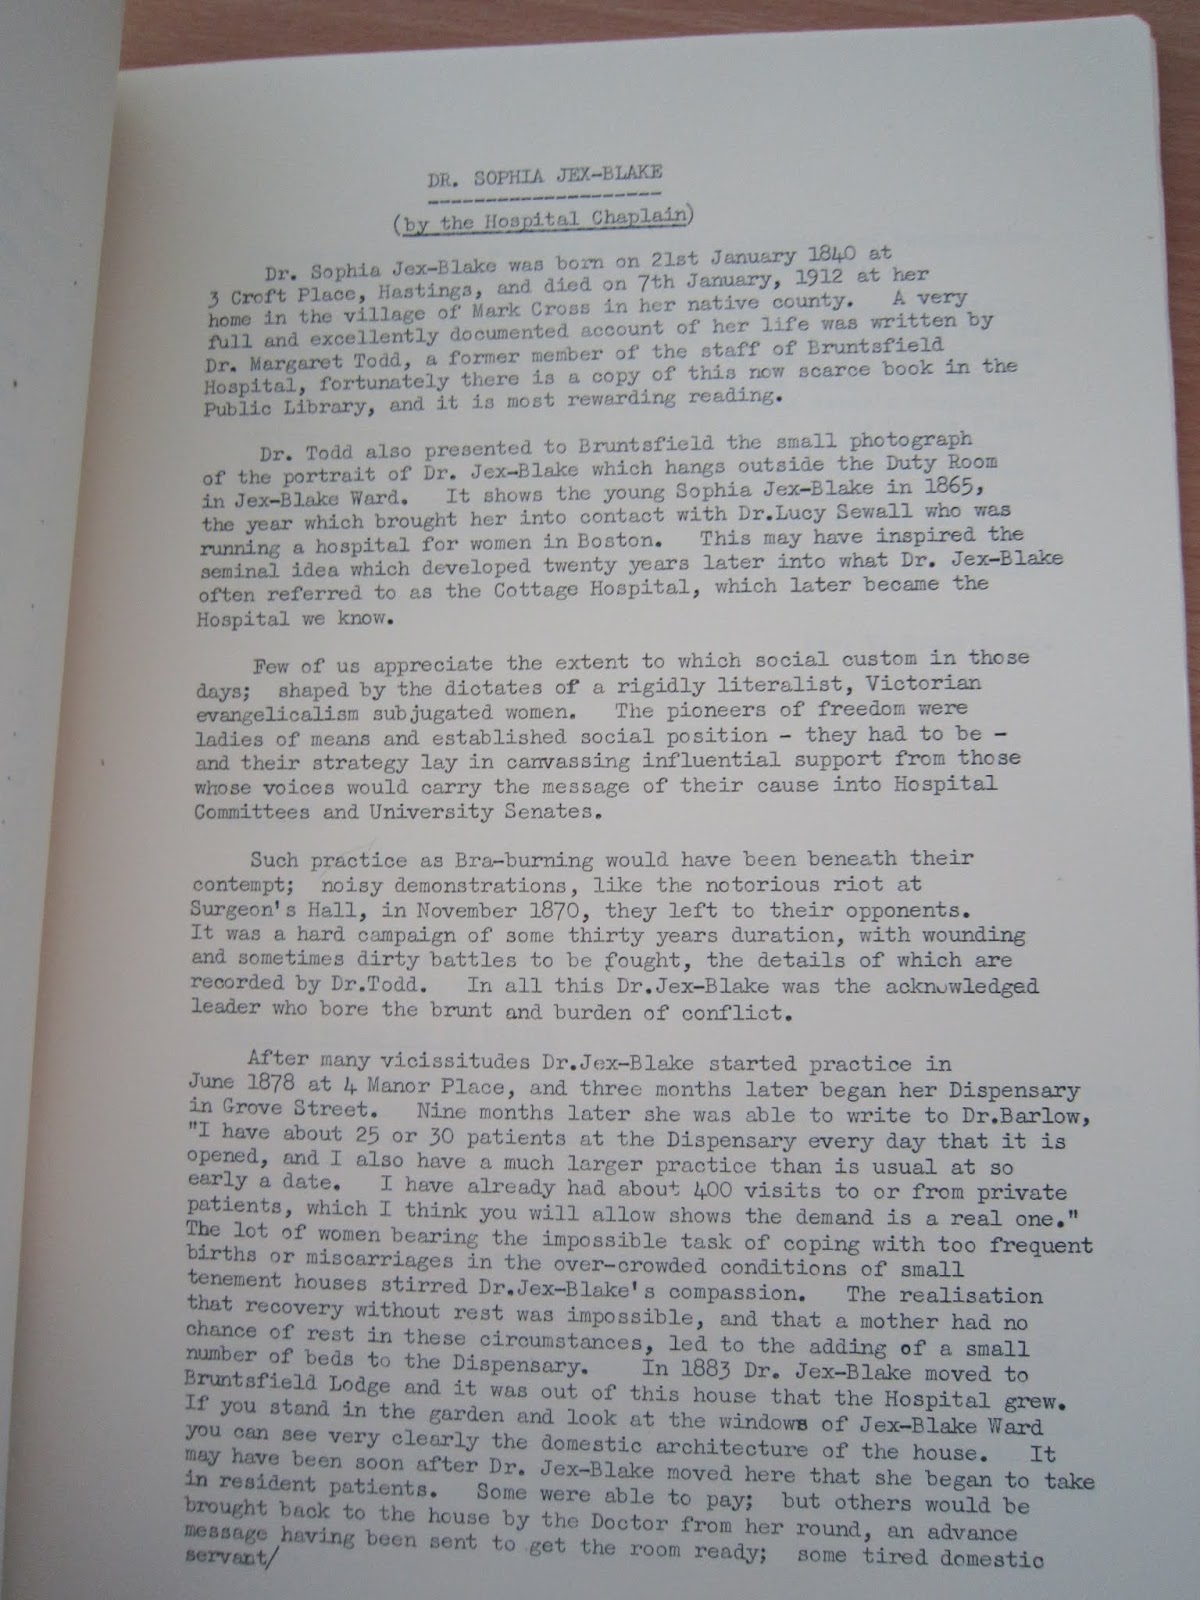 DR. SOPHIA JEX-BLAKE
(by the Hospital Chaplain)
Dr. Sophia Jex-Blake was born on 21st January 1840 at
3 Croft Place, Hastings, and died on 7th January, 1912 at her
home in the village of Mark Cross in her native county. A very
full and excellently documented account of her life was written by
Dr. Margaret Todd, a former member of the staff of Bruntsfield
Hospital, fortunately there is a copy of this now scarce book in the
Public Library, and it is most rewarding reading.
Dr. Todd also presented to Bruntsfield the small photograph
of the portrait of Dr. Jex-Blake which hangs outside the Duty Room
in Jex-Blake Ward. It shows the young Sophia Jex-Blake in 1865,
the year which brought her into contact with Dr.Lucy Sewall who was
running a hospital for women in Boston. This may have inspired the
seminal idea which developed twenty years later into what Dr. Jex-Blake
often referred to as the Cottage Hospital, which later became the
Hospital we know.
Few of us appreciate the extent to which social custom in those
days; shaped by the dictates of a rigidly literalist, Victorian
evangelicalism subjugated women. The pioneers of freedom were
ladies of means and established social position - they had to be -
and their strategy lay in canvassing influential support from those
whose voices would carry the message of their cause into Hospital
Committees and University Senates.
Such practice as Bra-burning would have been beneath their
contempt; noisy demonstrations, like the notorious riot at
Surgeon's Hall, in November 1870, they left to their opponents.
It was a hard campaign of some thirty years duration, with wounding
and sometimes dirty battles to be fought, the details of which are
recorded by Dr.Todd. In all this Dr.Jex-Blake was the acknowledged
leader who bore the brunt and burden of conflict.
After many vicissitudes Dr.Jex-Blake started practice in
June 1878 at 4 Manor Place, and three months later began her Dispensary
in Grove Street. Nine months later she was able to write to Dr.Barlow,
"I have about 25 or 30 patients at the Dispensary every day that it is
opened, and I also have a much larger practice than is usual at so
early a date. I have already had about 400 visits to or from private
patients, which I think you will allow shows the demand is a real one."
The lot of women bearing the impossible task of coping with too frequent
births or miscarriages in the over-crowded conditions of small
tenement houses stirred Dr.Jex-Blake's compassion. The realisation
that recovery without rest was impossible, and that a mother had no
chance of rest in these circumstances, led to the adding of a small
number of beds to the Dispensary. In 1883 Dr. Jex-Blake moved to
Bruntsfield Lodge and it was out of this house that the Hospital grew.
If you stand in the garden and look at the windows of Jex-Blake Ward
you can see very clearly the domestic architecture of the house. It
may have been soon after Dr. Jex-Blake moved here that she began to take
in resident patients. Some were able to pay; but others would be
brought back to the house by the Doctor from her round, an advance
message having been sent to get the room ready; some tired domestic
servant/